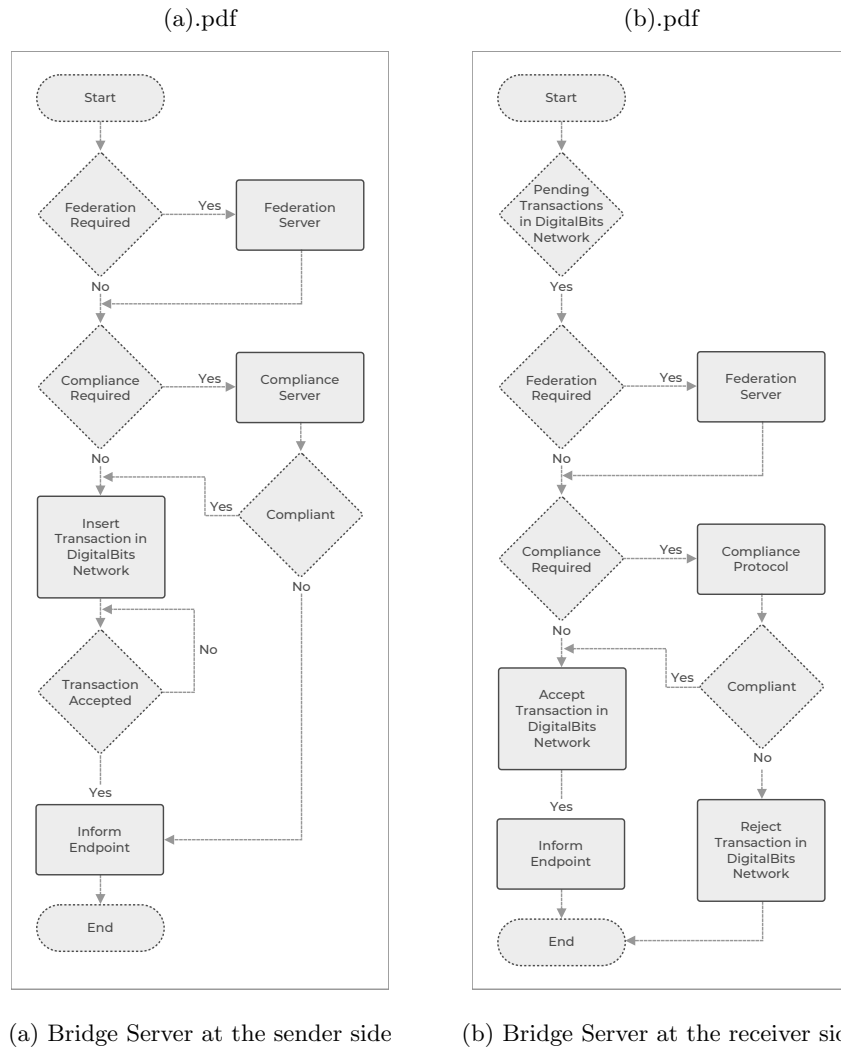 (a).pdf
Start
Federation
Required
Yes
Federation
Server
No
Compliance
Required
Yes
Compliance
Server
No
Compliant
Yes
Insert
Transaction in
DigitalBits
Network
No
No
Transaction
Accepted
Yes
Inform
Endpoint
End
(a) Bridge Server at the sender side
(b).pdf
Start
Pending
Transactions
in DigitalBits
Network
Yes
Federation
Required
Yes
Federation
Server
No
Compliance
Required
Yes
Compliance
Protocol
No
Compliant
Yes
Accept
Transaction in
DigitalBits
Network
No
Yes
Reject
Transaction in
DigitalBits
Network
Inform
Endpoint
End
(b) Bridge Server at the receiver